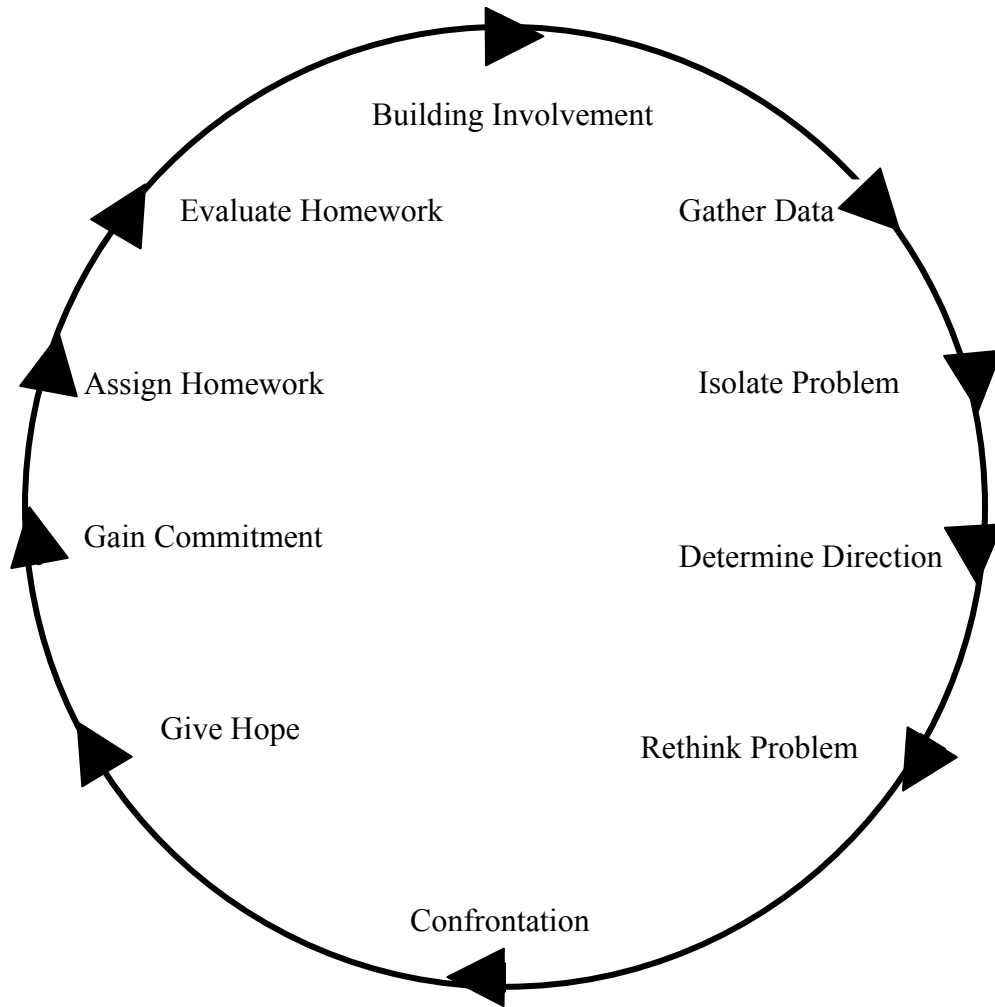 Building Involvement
Evaluate Homework
Gather Data
Assign Homework
Isolate Problem
Gain Commitment
Determine Direction
Give Hope
Rethink Problem
Confrontation